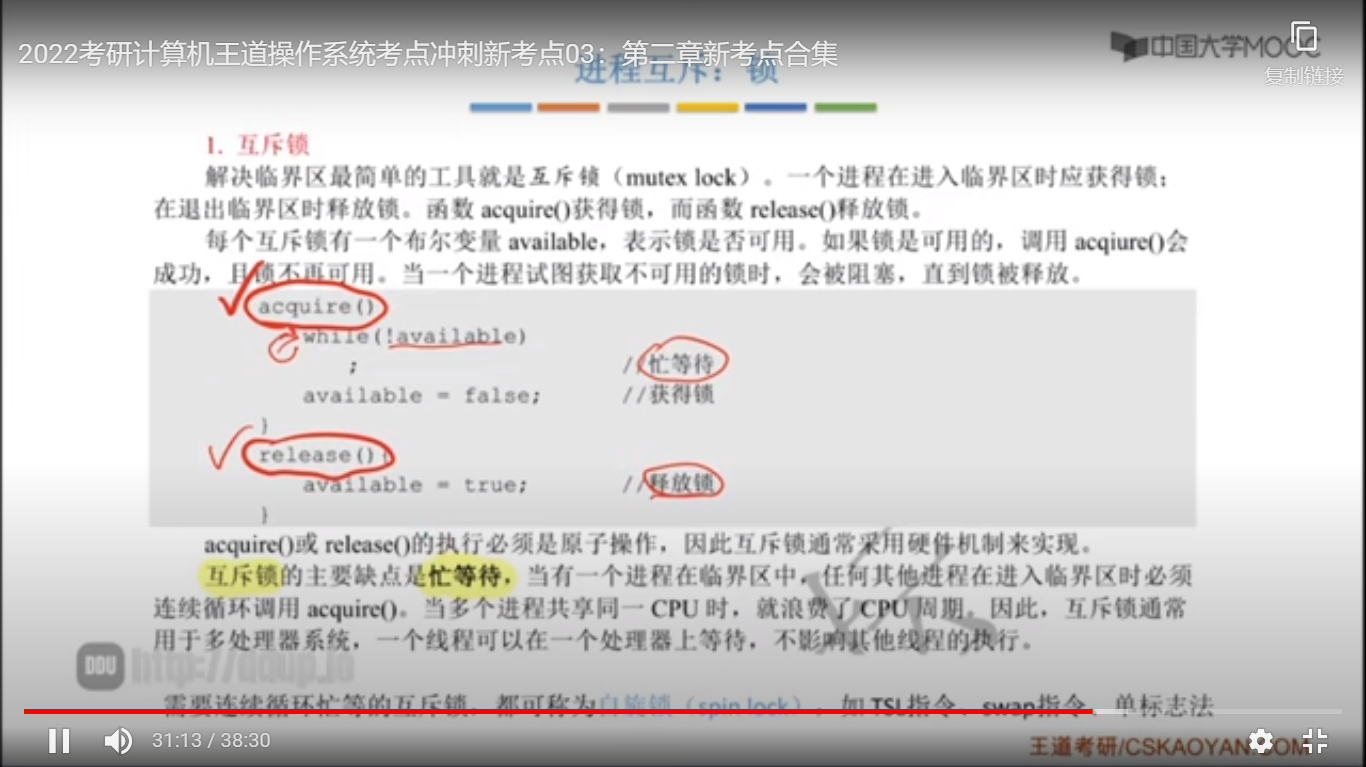 2022考研计算机王道操作系统考点冲刺新考点03：第二章新考点合集
中国大学MOOC
进程互斥：锁
复制链接
1. 互斥锁
解决临界区最简单的工具就是互斥锁（mutex lock）。一个进程在进入临界区时应获得锁；
在退出临界区时释放锁。函数 acquire()获得锁，而函数 release()释放锁。
每个互斥锁有一个布尔变量 available，表示锁是否可用。如果锁是可用的，调用 acqiure()会
成功，且锁不再可用。当一个进程试图获取不可用的锁时，会被阻塞，直到锁被释放。
acquire()
while(!available)
; //忙等待
available = false; //获得锁
}
release(){
available = true; //释放锁
}
acquire()或 release()的执行必须是原子操作，因此互斥锁通常采用硬件机制来实现。
互斥锁的主要缺点是忙等待，当有一个进程在临界区中，任何其他进程在进入临界区时必须
连续循环调用 acquire()。当多个进程共享同一 CPU 时，就浪费了 CPU 周期。因此，互斥锁通常
用于多处理器系统，一个线程可以在一个处理器上等待，不影响其他线程的执行。
DDU http://ddup.io
需要连续循环忙等的互斥锁，都可称为自旋锁（spin lock），如 TSL指令、swap指令、单标志法
31:13 / 38:30
王道考研/CSKAOYAN.COM